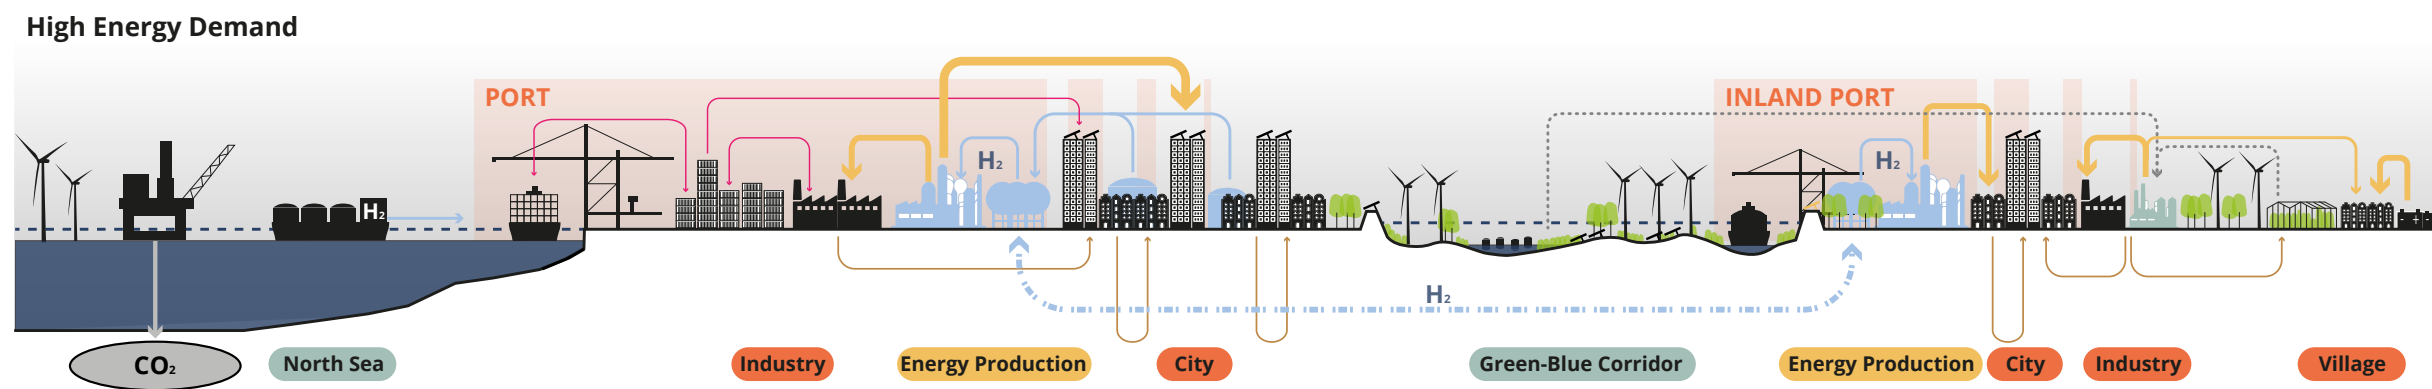 High Energy Demand
PORT
INLAND PORT
H₂
H₂
H₂
H₂
CO₂
North Sea
Industry
Energy Production
City
Green-Blue Corridor
Energy Production
City
Industry
Village